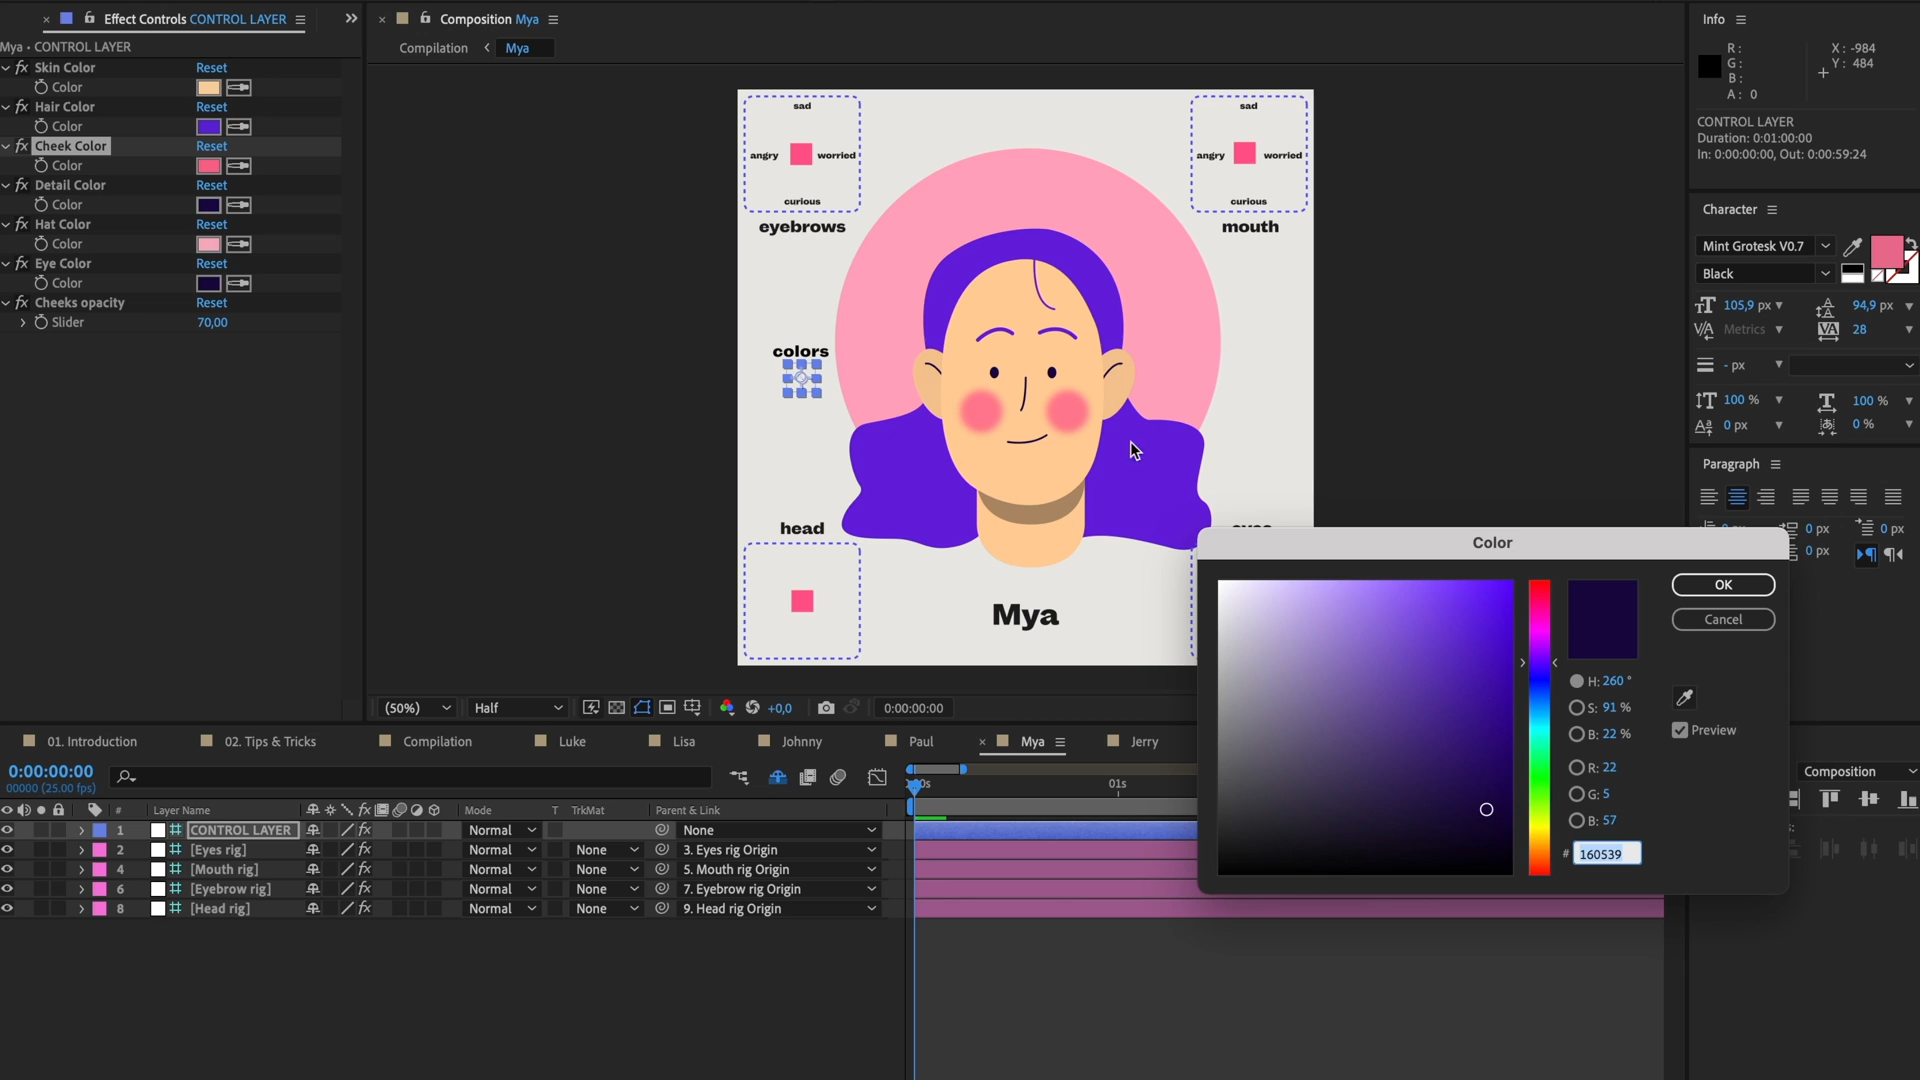 Effect Controls CONTROL LAYER
Mya • CONTROL LAYER
fx Skin Color Reset
Color
fx Hair Color Reset
Color
fx Cheek Color Reset
Color
fx Detail Color Reset
Color
fx Hat Color Reset
Color
fx Eye Color Reset
Color
fx Cheeks opacity Reset
Slider 70,00
Composition Mya
Compilation Mya
sad
angry worried
curious
eyebrows
sad
angry worried
curious
mouth
colors
head
Mya
(50%) Half +0,0 0:00:00:00
Info
R:
G:
B:
A: 0
X: -984
Y: 484
CONTROL LAYER
Duration: 0:01:00:00
In: 0:00:00:00, Out: 0:00:59:24
Character
Mint Grotesk V0.7
Black
105,9 px 94,9 px
Metrics 28
- px
100 % 100 %
0 px 0 %
Paragraph
0 px 0 px
0 px
Color
OK
Cancel
H: 260 °
S: 91 %
B: 22 %
Preview
R: 22
G: 5
B: 57
# 160539
01. Introduction 02. Tips & Tricks Compilation Luke Lisa Johnny Paul Mya Jerry
0:00:00:00
00000 (25.00 fps)
01s
Composition
# Layer Name Mode T TrkMat Parent & Link
1 CONTROL LAYER Normal None
2 [Eyes rig] Normal None 3. Eyes rig Origin
4 [Mouth rig] Normal None 5. Mouth rig Origin
6 [Eyebrow rig] Normal None 7. Eyebrow rig Origin
8 [Head rig] Normal None 9. Head rig Origin